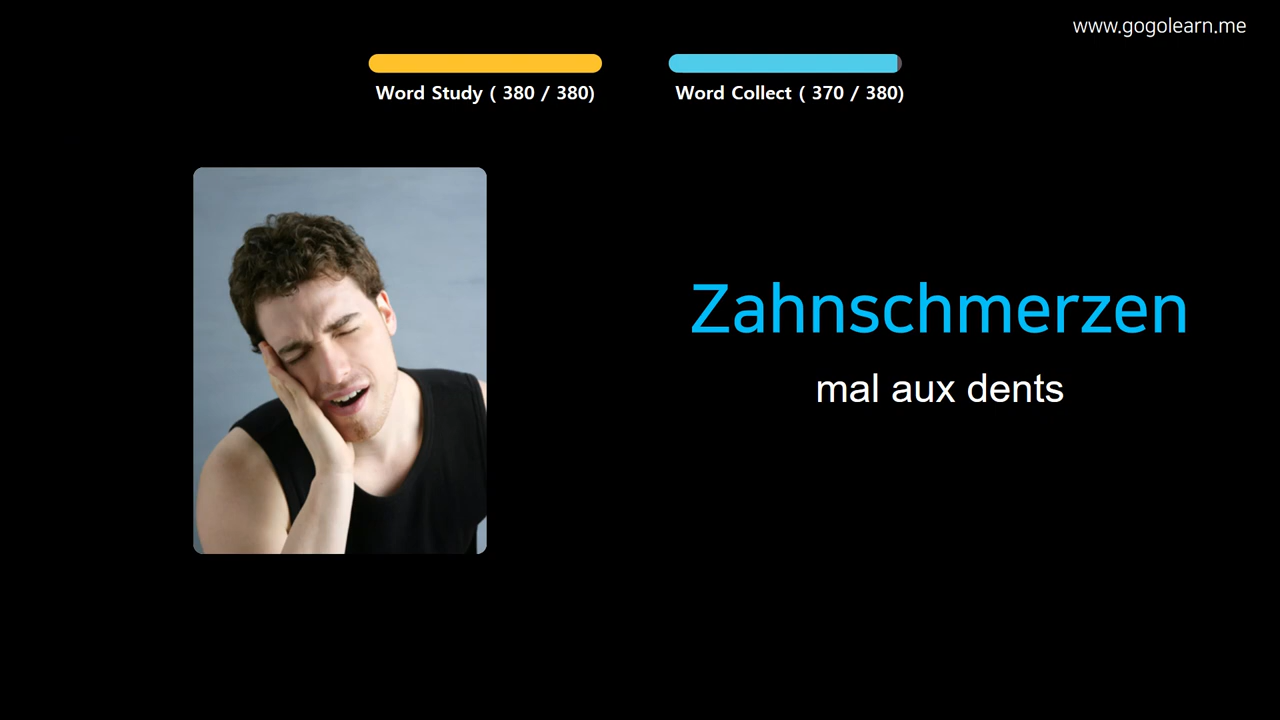 www.gogolearn.me
Word Study ( 380 / 380)
Word Collect ( 370 / 380)
Zahnschmerzen
mal aux dents